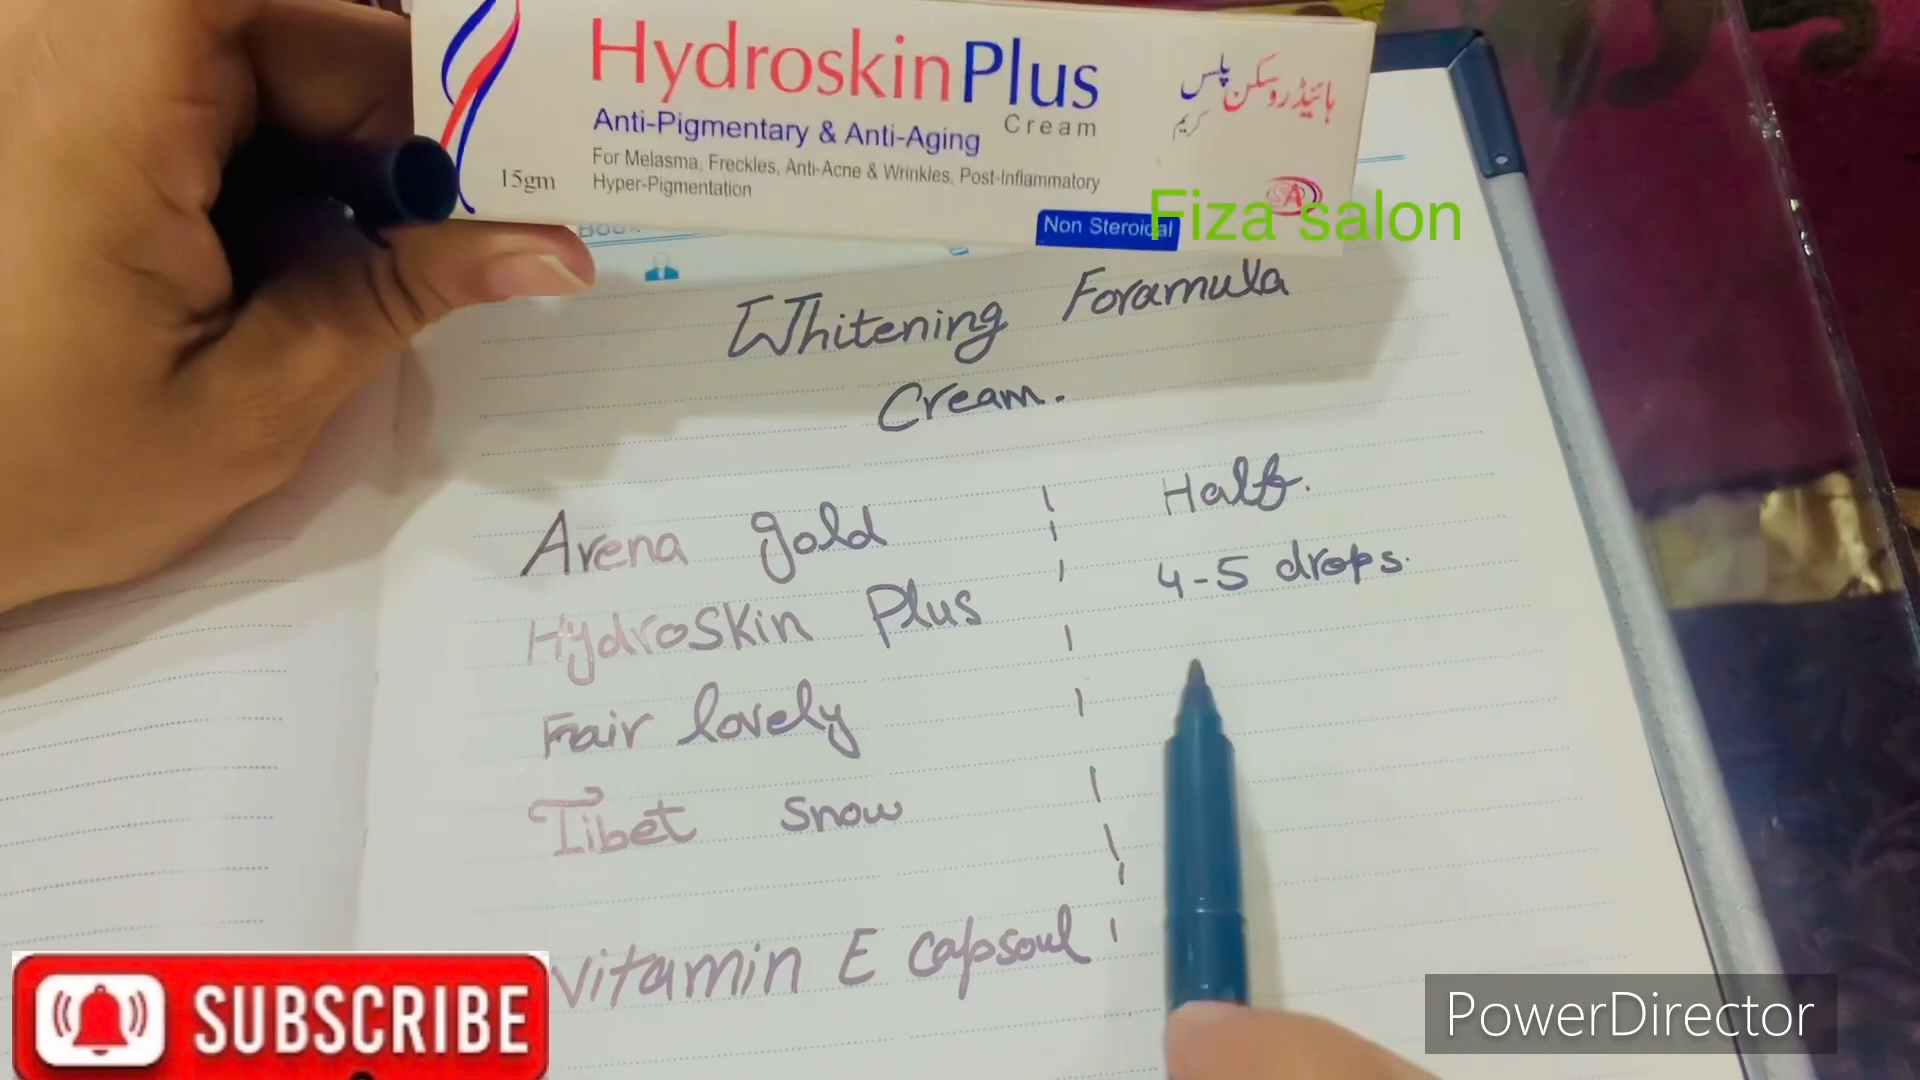 Hydroskin Plus
ہائیڈروسکن پلس
کریم
Cream
Anti-Pigmentary & Anti-Aging
For Melasma, Freckles, Anti-Acne & Wrinkles, Post-Inflammatory
Hyper-Pigmentation
15gm
SA
Non Steroidal
Fiza salon
Whitening Foramula
Cream.
Arena gold Half.
Hydroskin Plus 4-5 drops.
Fair lovely
Tibet Snow
vitamin E capsoul
SUBSCRIBE
PowerDirector